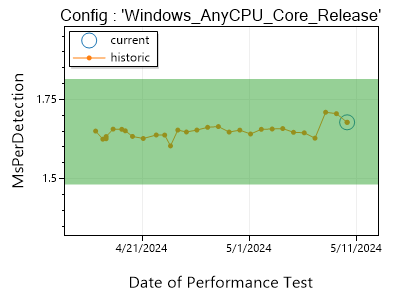 Config : 'Windows_AnyCPU_Core_Release'
current
historic
MsPerDetection
1.75
1.5
4/21/2024
5/1/2024
5/11/2024
Date of Performance Test